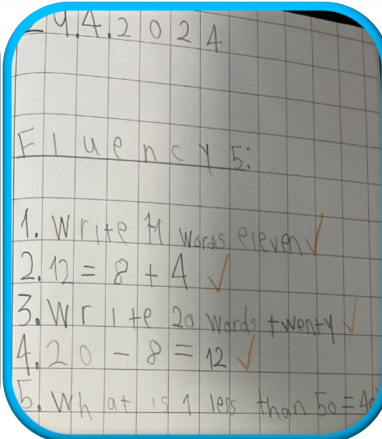 24.4.2024
Fluency 5:
1. Write 11 words eleven ✓
2. 12 = 8 + 4 ✓
3. Write 20 words twenty ✓
4. 20 - 8 = 12 ✓
5. What is 1 less than 50 =